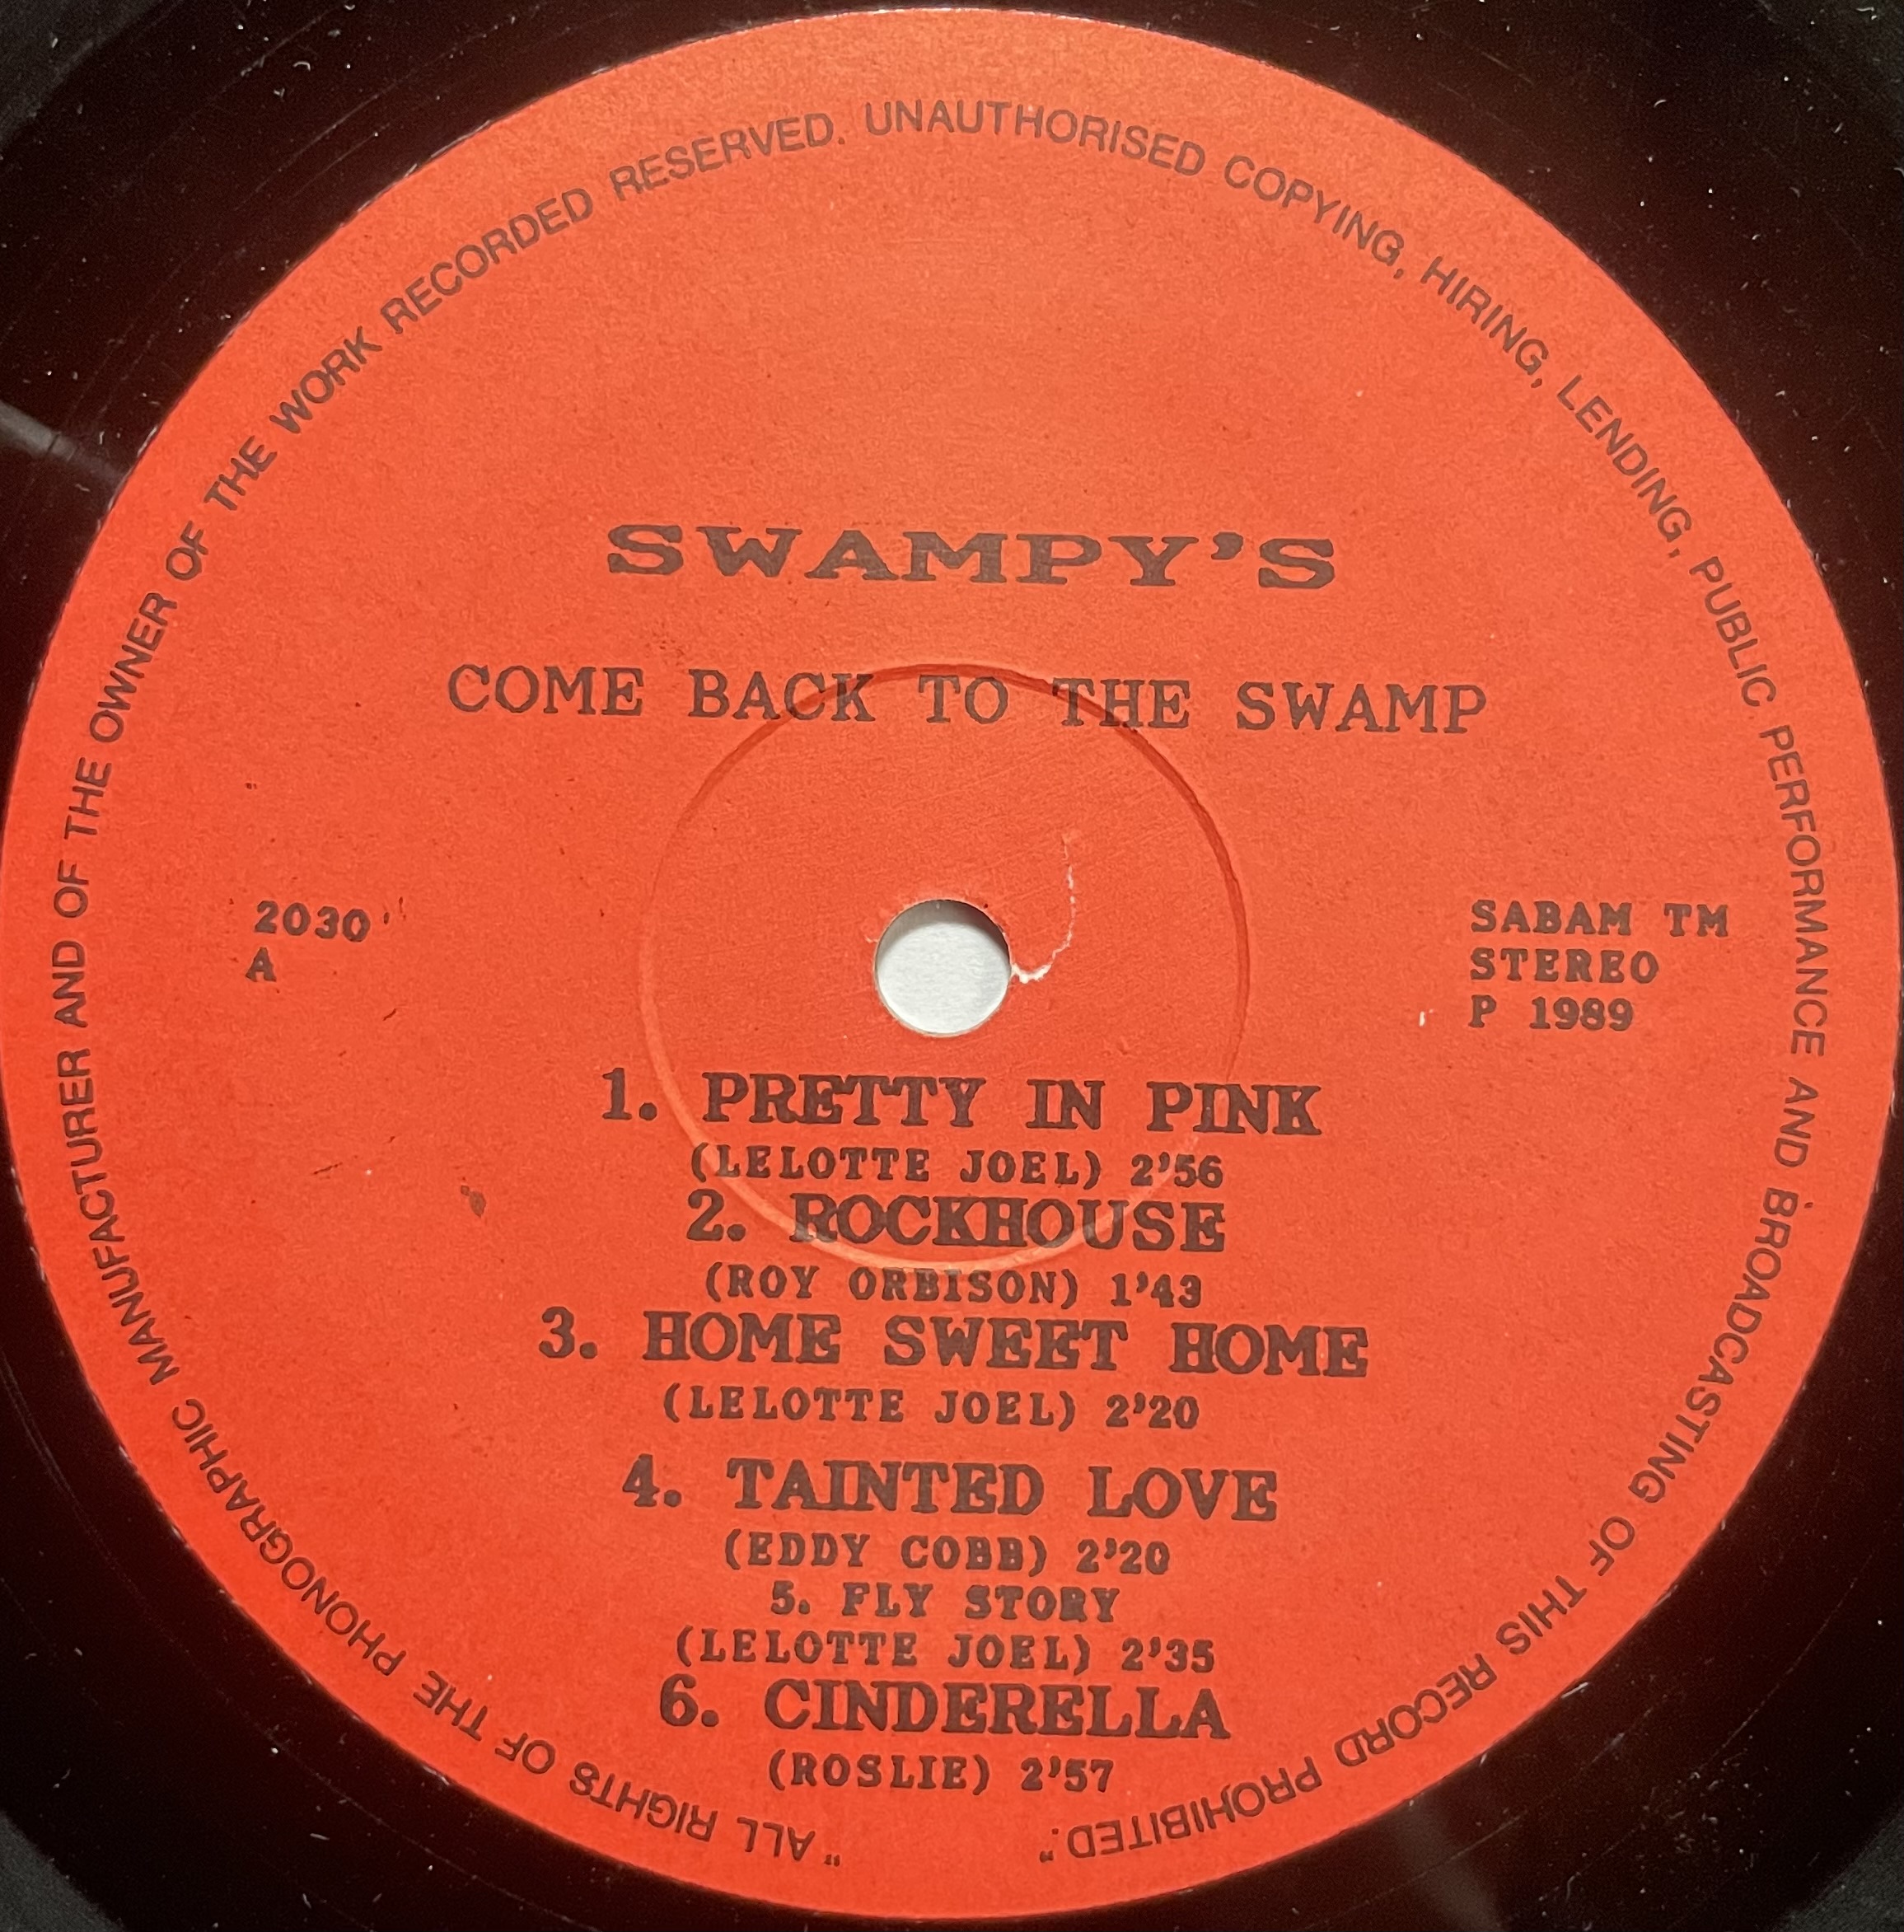 "ALL RIGHTS OF THE PHONOGRAPHIC MANUFACTURER AND OF THE OWNER OF THE WORK RECORDED RESERVED. UNAUTHORISED COPYING, HIRING, LENDING, PUBLIC PERFORMANCE AND BROADCASTING OF THIS RECORD PROHIBITED."
SWAMPY'S
COME BACK TO THE SWAMP
2030
A
SABAM TM
STEREO
P 1989
1. PRETTY IN PINK
(LELOTTE JOEL) 2'56
2. ROCKHOUSE
(ROY ORBISON) 1'43
3. HOME SWEET HOME
(LELOTTE JOEL) 2'20
4. TAINTED LOVE
(EDDY COBB) 2'20
5. FLY STORY
(LELOTTE JOEL) 2'35
6. CINDERELLA
(ROSLIE) 2'57